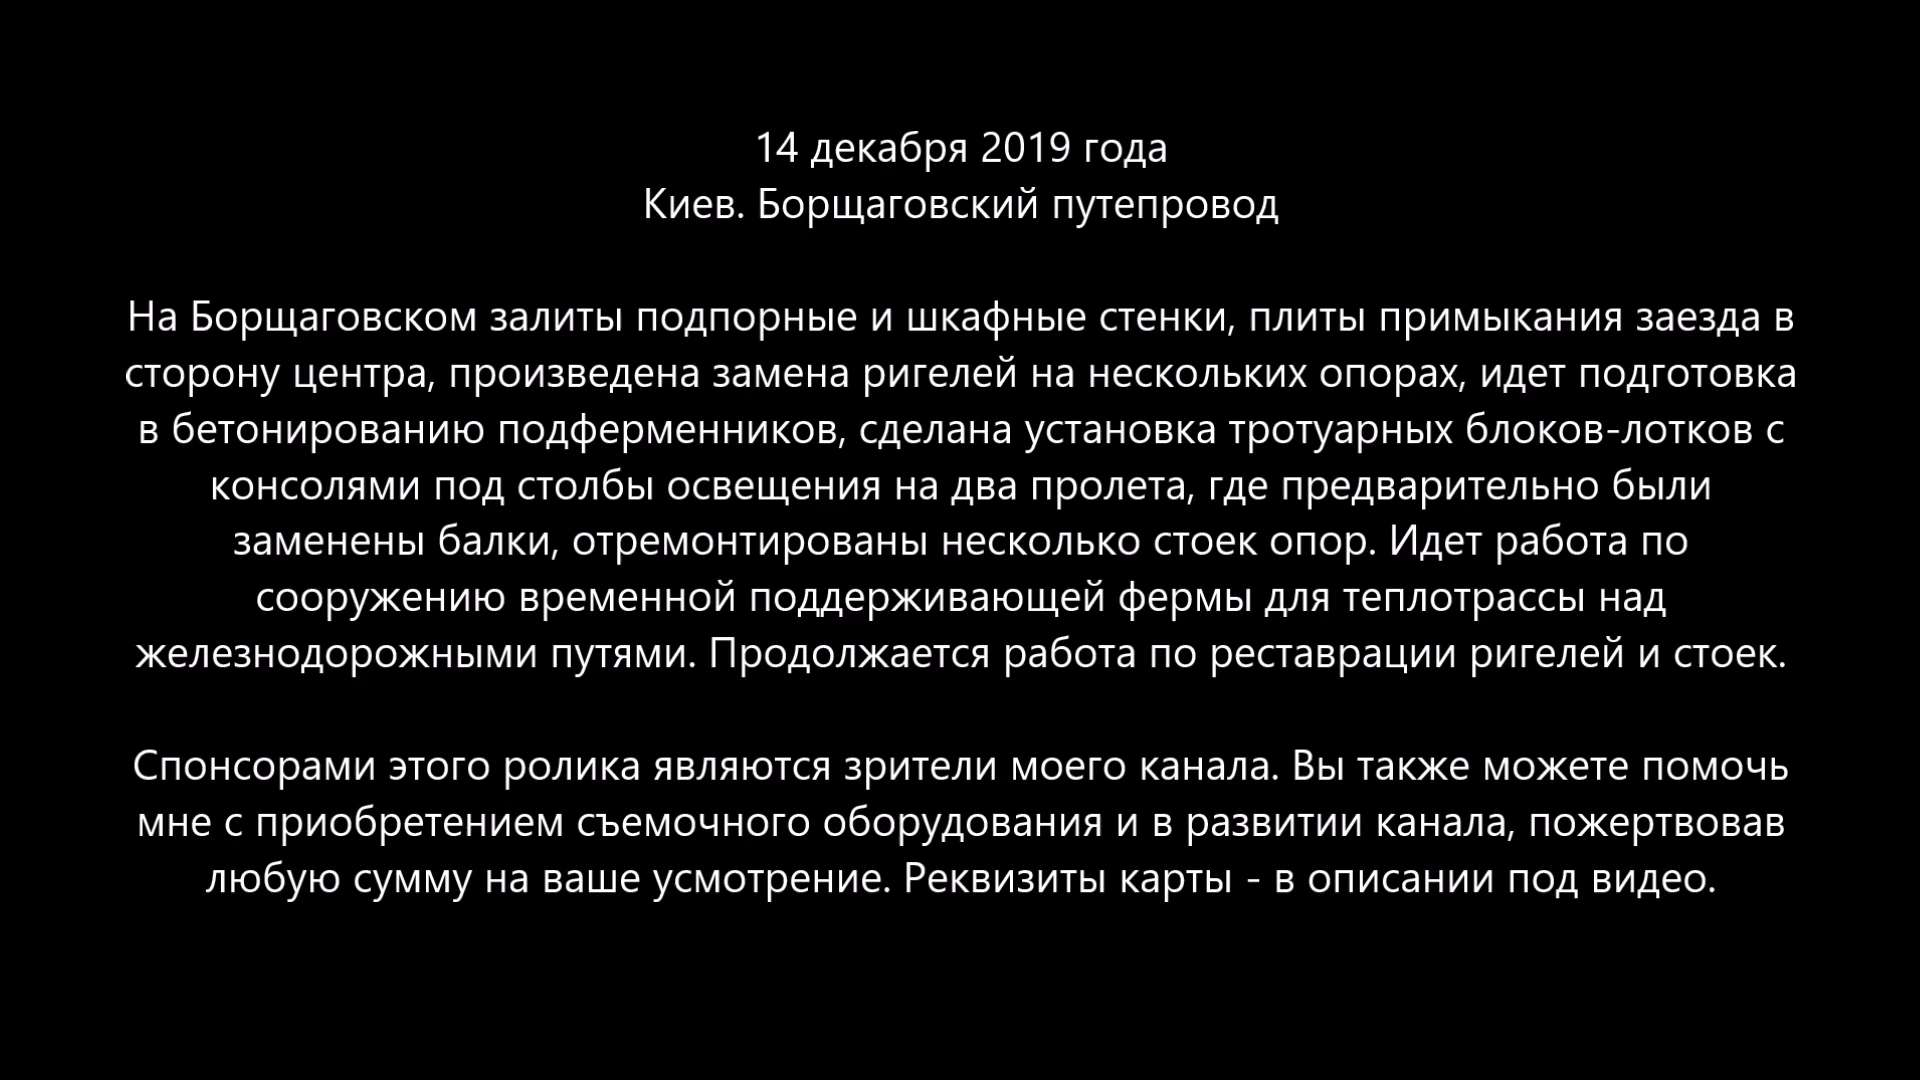 14 декабря 2019 года
Киев. Борщаговский путепровод
На Борщаговском залиты подпорные и шкафные стенки, плиты примыкания заезда в
сторону центра, произведена замена ригелей на нескольких опорах, идет подготовка
в бетонированию подферменников, сделана установка тротуарных блоков-лотков с
консолями под столбы освещения на два пролета, где предварительно были
заменены балки, отремонтированы несколько стоек опор. Идет работа по
сооружению временной поддерживающей фермы для теплотрассы над
железнодорожными путями. Продолжается работа по реставрации ригелей и стоек.
Спонсорами этого ролика являются зрители моего канала. Вы также можете помочь
мне с приобретением съемочного оборудования и в развитии канала, пожертвовав
любую сумму на ваше усмотрение. Реквизиты карты - в описании под видео.